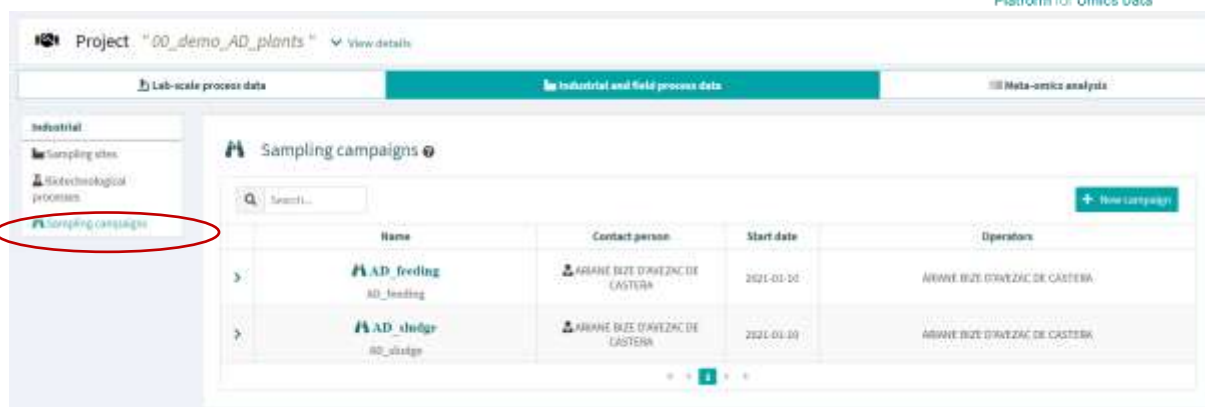 Platform for Omics Data
Project "00_demo_AD_plants" View details
Lab-scale process data
Industrial and field process data
Meta-omics analysis
Industrial
Sampling sites
Biotechnological
processes
Sampling campaigns
Sampling campaigns
Search...
New campaign
Name
Contact person
Start date
Operators
AD_feeding
AD_feeding
ARIANE BIZE D'AVEZAC DE
CASTERA
2021-01-10
ARIANE BIZE D'AVEZAC DE CASTERA
AD_sludge
AD_sludge
ARIANE BIZE D'AVEZAC DE
CASTERA
2021-01-10
ARIANE BIZE D'AVEZAC DE CASTERA
1